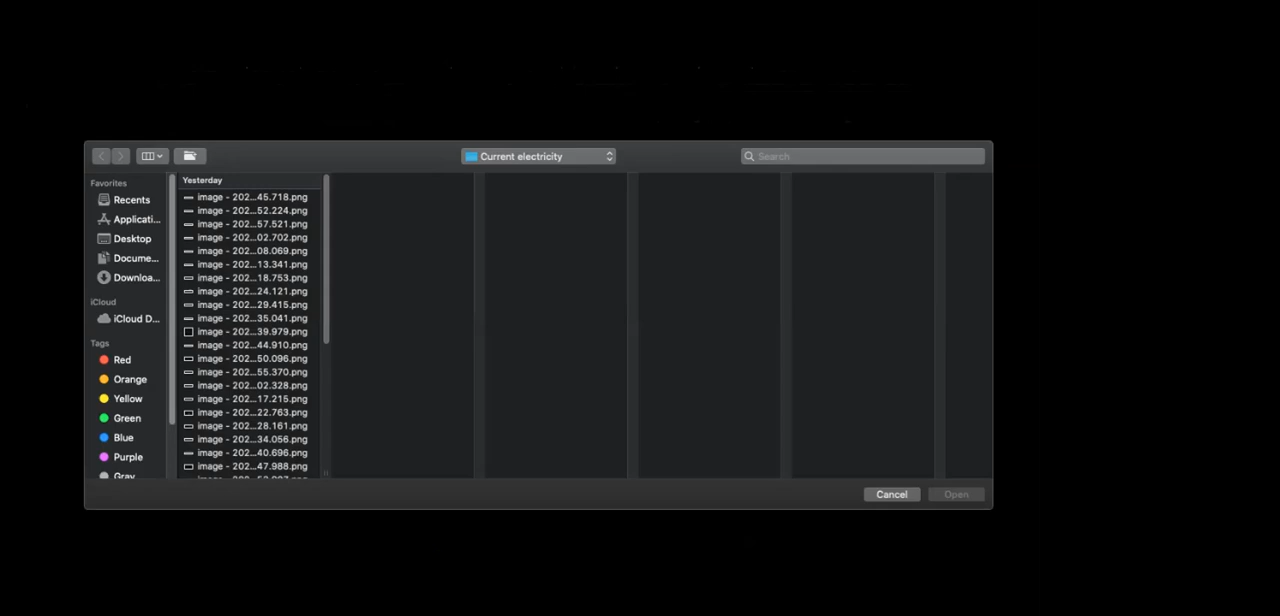 Current electricity
Search
Favorites
Recents
Applicati...
Desktop
Docume...
Downloa...
iCloud
iCloud D...
Tags
Red
Orange
Yellow
Green
Blue
Purple
Gray
Yesterday
image - 202...45.718.png
image - 202...52.224.png
image - 202...57.521.png
image - 202...02.702.png
image - 202...08.069.png
image - 202...13.341.png
image - 202...18.753.png
image - 202...24.121.png
image - 202...29.415.png
image - 202...35.041.png
image - 202...39.979.png
image - 202...44.910.png
image - 202...50.096.png
image - 202...55.370.png
image - 202...02.328.png
image - 202...17.215.png
image - 202...22.763.png
image - 202...28.161.png
image - 202...34.056.png
image - 202...40.696.png
image - 202...47.988.png
Cancel
Open